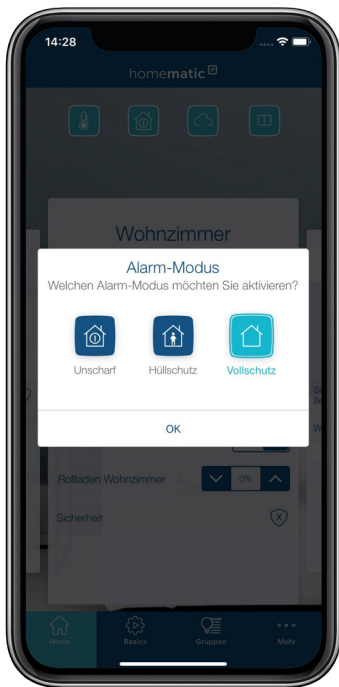 14:28
homematic IP
Wohnzimmer
Alarm-Modus
Welchen Alarm-Modus möchten Sie aktivieren?
Unscharf Hüllschutz Vollschutz
OK
Rollladen Wohnzimmer 0%
Sicherheit
Home Basics Gruppen Mehr